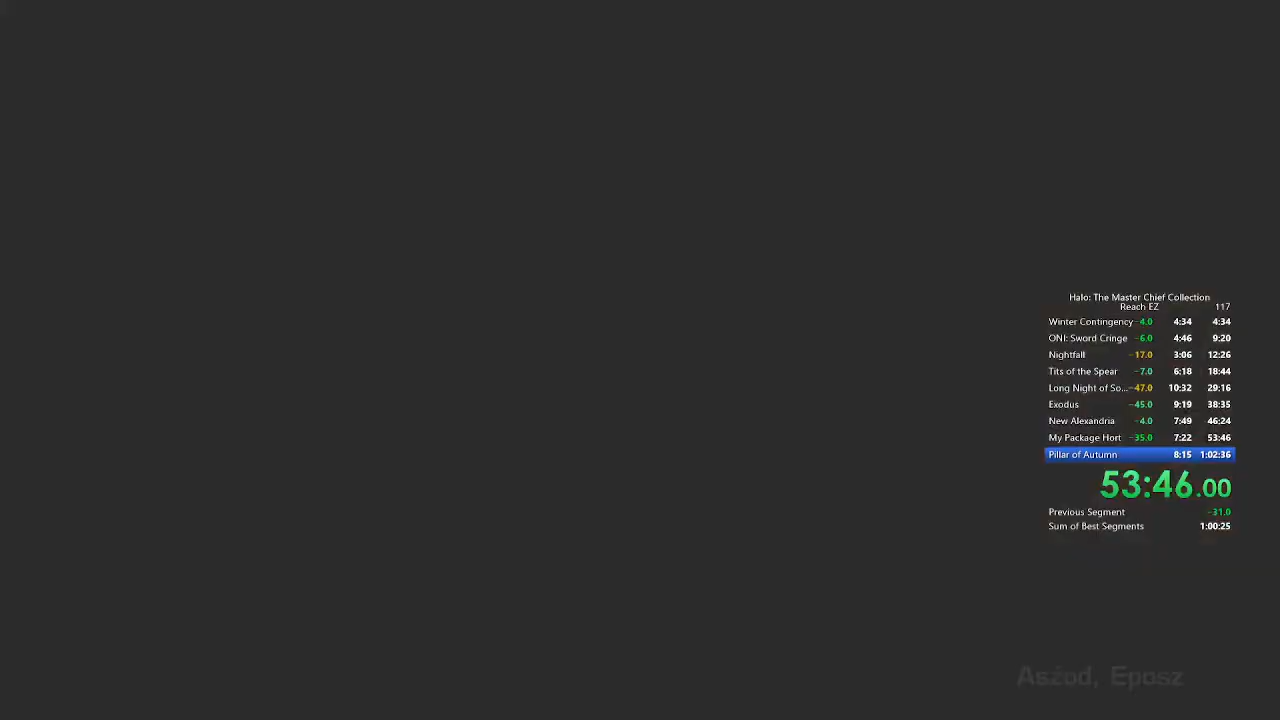 Halo: The Master Chief Collection
Reach EZ 117
Winter Contingency -4.0 4:34 4:34
ONI: Sword Cringe -6.0 4:46 9:20
Nightfall -17.0 3:06 12:26
Tits of the Spear -7.0 6:18 18:44
Long Night of So... -47.0 10:32 29:16
Exodus -45.0 9:19 38:35
New Alexandria -4.0 7:49 46:24
My Package Hort -35.0 7:22 53:46
Pillar of Autumn 8:15 1:02:36
53:46.00
Previous Segment -31.0
Sum of Best Segments 1:00:25
Aszod, Eposz